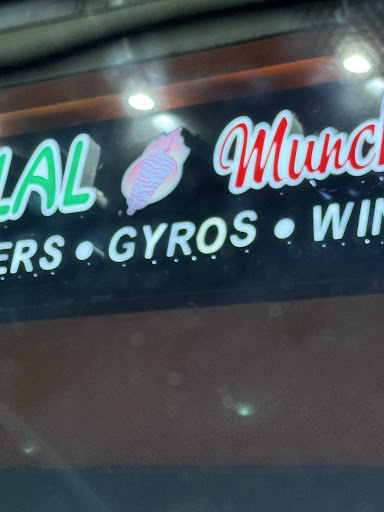 LAL Munch
ERS • GYROS • WIN